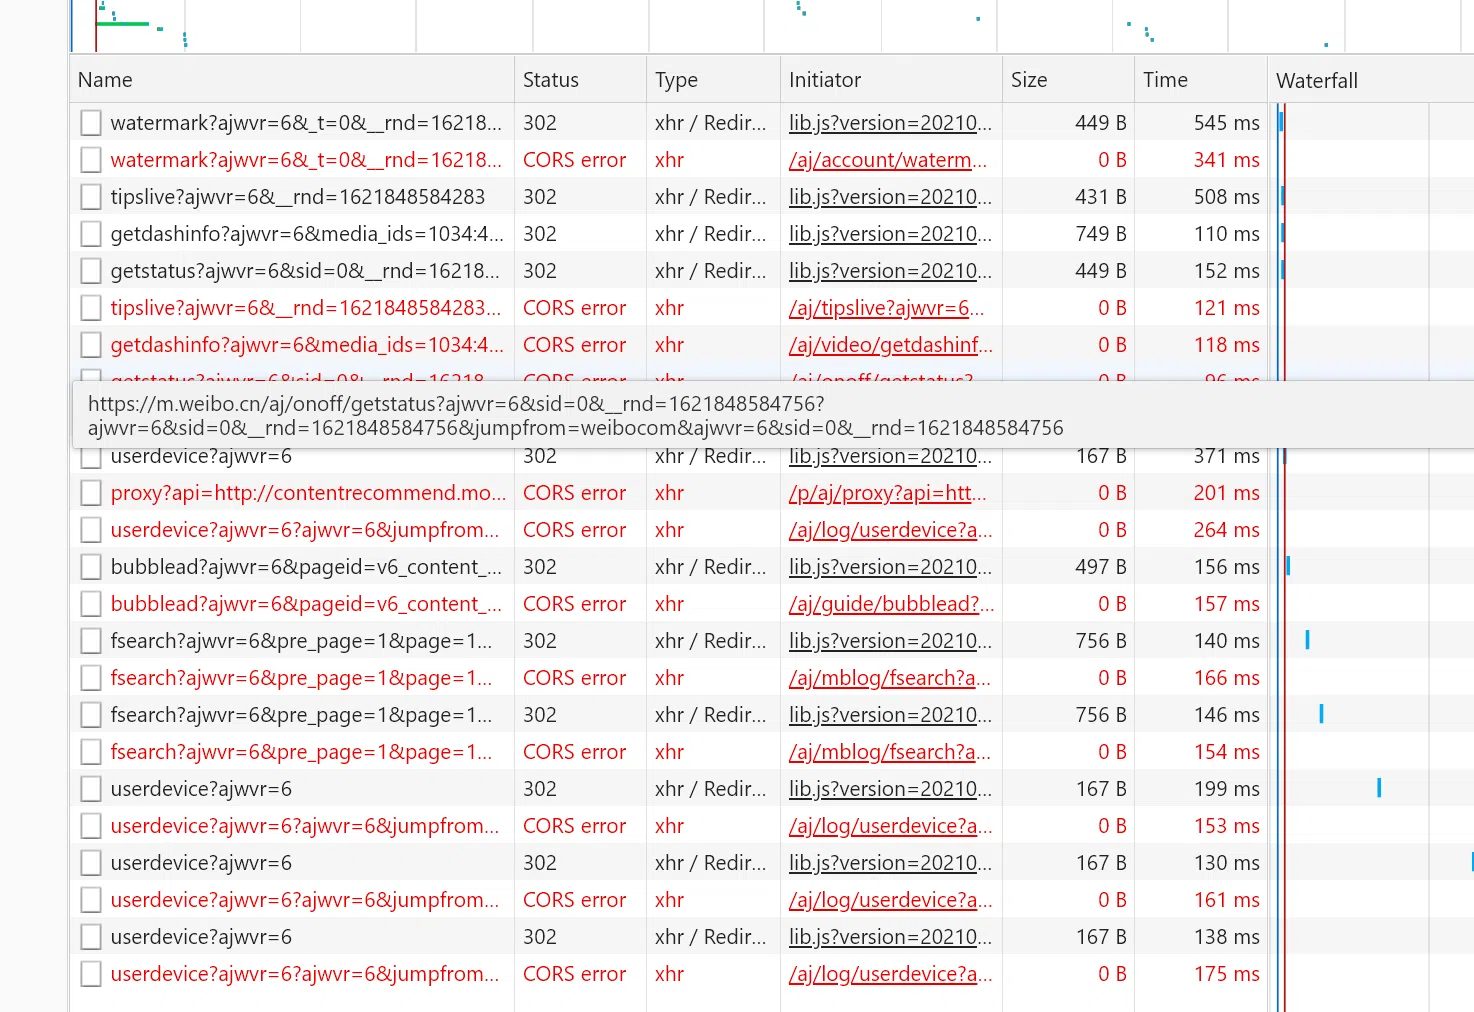 Name Status Type Initiator Size Time Waterfall
watermark?ajwvr=6&_t=0&__rnd=16218... 302 xhr / Redir... lib.js?version=20210... 449 B 545 ms
watermark?ajwvr=6&_t=0&__rnd=16218... CORS error xhr /aj/account/waterm... 0 B 341 ms
tipslive?ajwvr=6&__rnd=1621848584283 302 xhr / Redir... lib.js?version=20210... 431 B 508 ms
getdashinfo?ajwvr=6&media_ids=1034:4... 302 xhr / Redir... lib.js?version=20210... 749 B 110 ms
getstatus?ajwvr=6&sid=0&__rnd=16218... 302 xhr / Redir... lib.js?version=20210... 449 B 152 ms
tipslive?ajwvr=6&__rnd=1621848584283... CORS error xhr /aj/tipslive?ajwvr=6... 0 B 121 ms
getdashinfo?ajwvr=6&media_ids=1034:4... CORS error xhr /aj/video/getdashinf... 0 B 118 ms
getstatus?ajwvr=6&sid=0&__rnd=16218... CORS error xhr /aj/onoff/getstatus?... 0 B 96 ms
https://m.weibo.cn/aj/onoff/getstatus?ajwvr=6&sid=0&__rnd=1621848584756?
ajwvr=6&sid=0&__rnd=1621848584756&jumpfrom=weibocom&ajwvr=6&sid=0&__rnd=1621848584756
userdevice?ajwvr=6 302 xhr / Redir... lib.js?version=20210... 167 B 371 ms
proxy?api=http://contentrecommend.mo... CORS error xhr /p/aj/proxy?api=htt... 0 B 201 ms
userdevice?ajwvr=6?ajwvr=6&jumpfrom... CORS error xhr /aj/log/userdevice?a... 0 B 264 ms
bubblead?ajwvr=6&pageid=v6_content_... 302 xhr / Redir... lib.js?version=20210... 497 B 156 ms
bubblead?ajwvr=6&pageid=v6_content_... CORS error xhr /aj/guide/bubblead?... 0 B 157 ms
fsearch?ajwvr=6&pre_page=1&page=1... 302 xhr / Redir... lib.js?version=20210... 756 B 140 ms
fsearch?ajwvr=6&pre_page=1&page=1... CORS error xhr /aj/mblog/fsearch?a... 0 B 166 ms
fsearch?ajwvr=6&pre_page=1&page=1... 302 xhr / Redir... lib.js?version=20210... 756 B 146 ms
fsearch?ajwvr=6&pre_page=1&page=1... CORS error xhr /aj/mblog/fsearch?a... 0 B 154 ms
userdevice?ajwvr=6 302 xhr / Redir... lib.js?version=20210... 167 B 199 ms
userdevice?ajwvr=6?ajwvr=6&jumpfrom... CORS error xhr /aj/log/userdevice?a... 0 B 153 ms
userdevice?ajwvr=6 302 xhr / Redir... lib.js?version=20210... 167 B 130 ms
userdevice?ajwvr=6?ajwvr=6&jumpfrom... CORS error xhr /aj/log/userdevice?a... 0 B 161 ms
userdevice?ajwvr=6 302 xhr / Redir... lib.js?version=20210... 167 B 138 ms
userdevice?ajwvr=6?ajwvr=6&jumpfrom... CORS error xhr /aj/log/userdevice?a... 0 B 175 ms